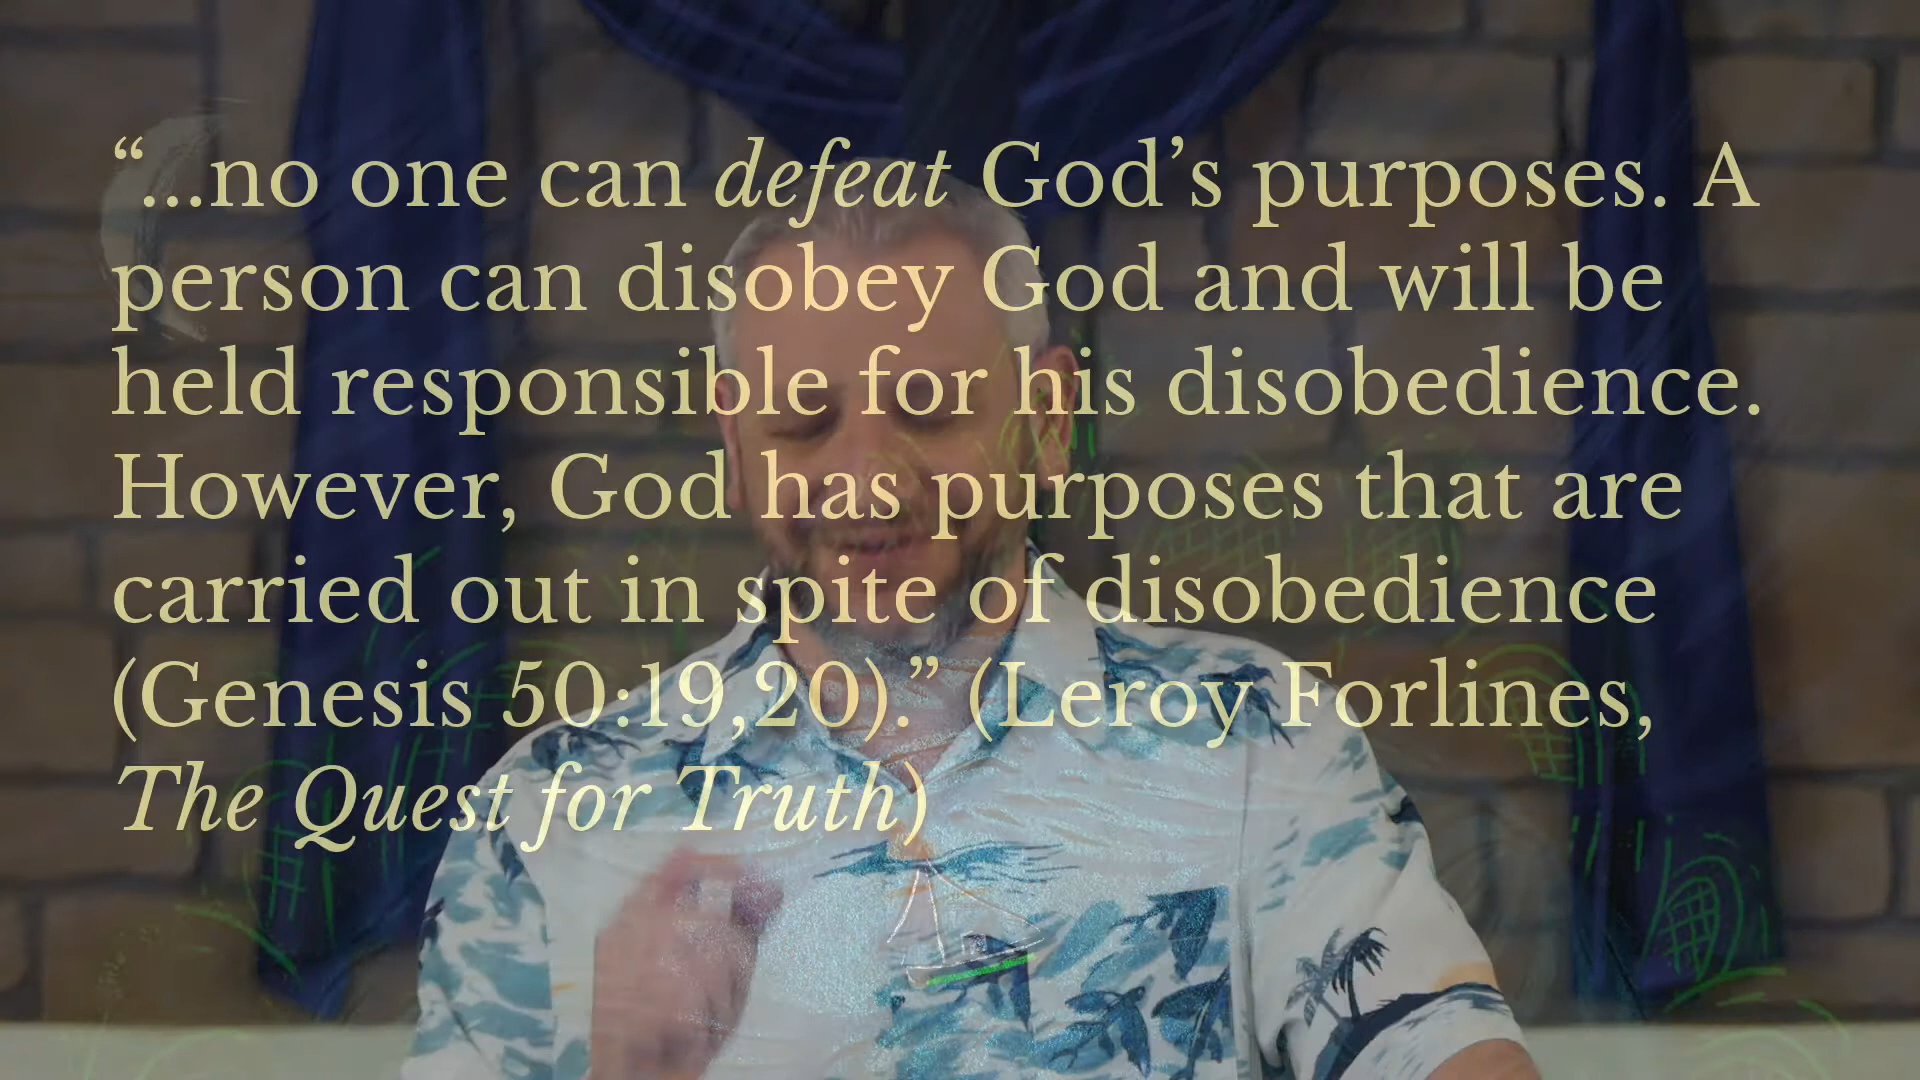 “...no one can defeat God’s purposes. A
person can disobey God and will be
held responsible for his disobedience.
However, God has purposes that are
carried out in spite of disobedience
(Genesis 50:19,20).” (Leroy Forlines,
The Quest for Truth)